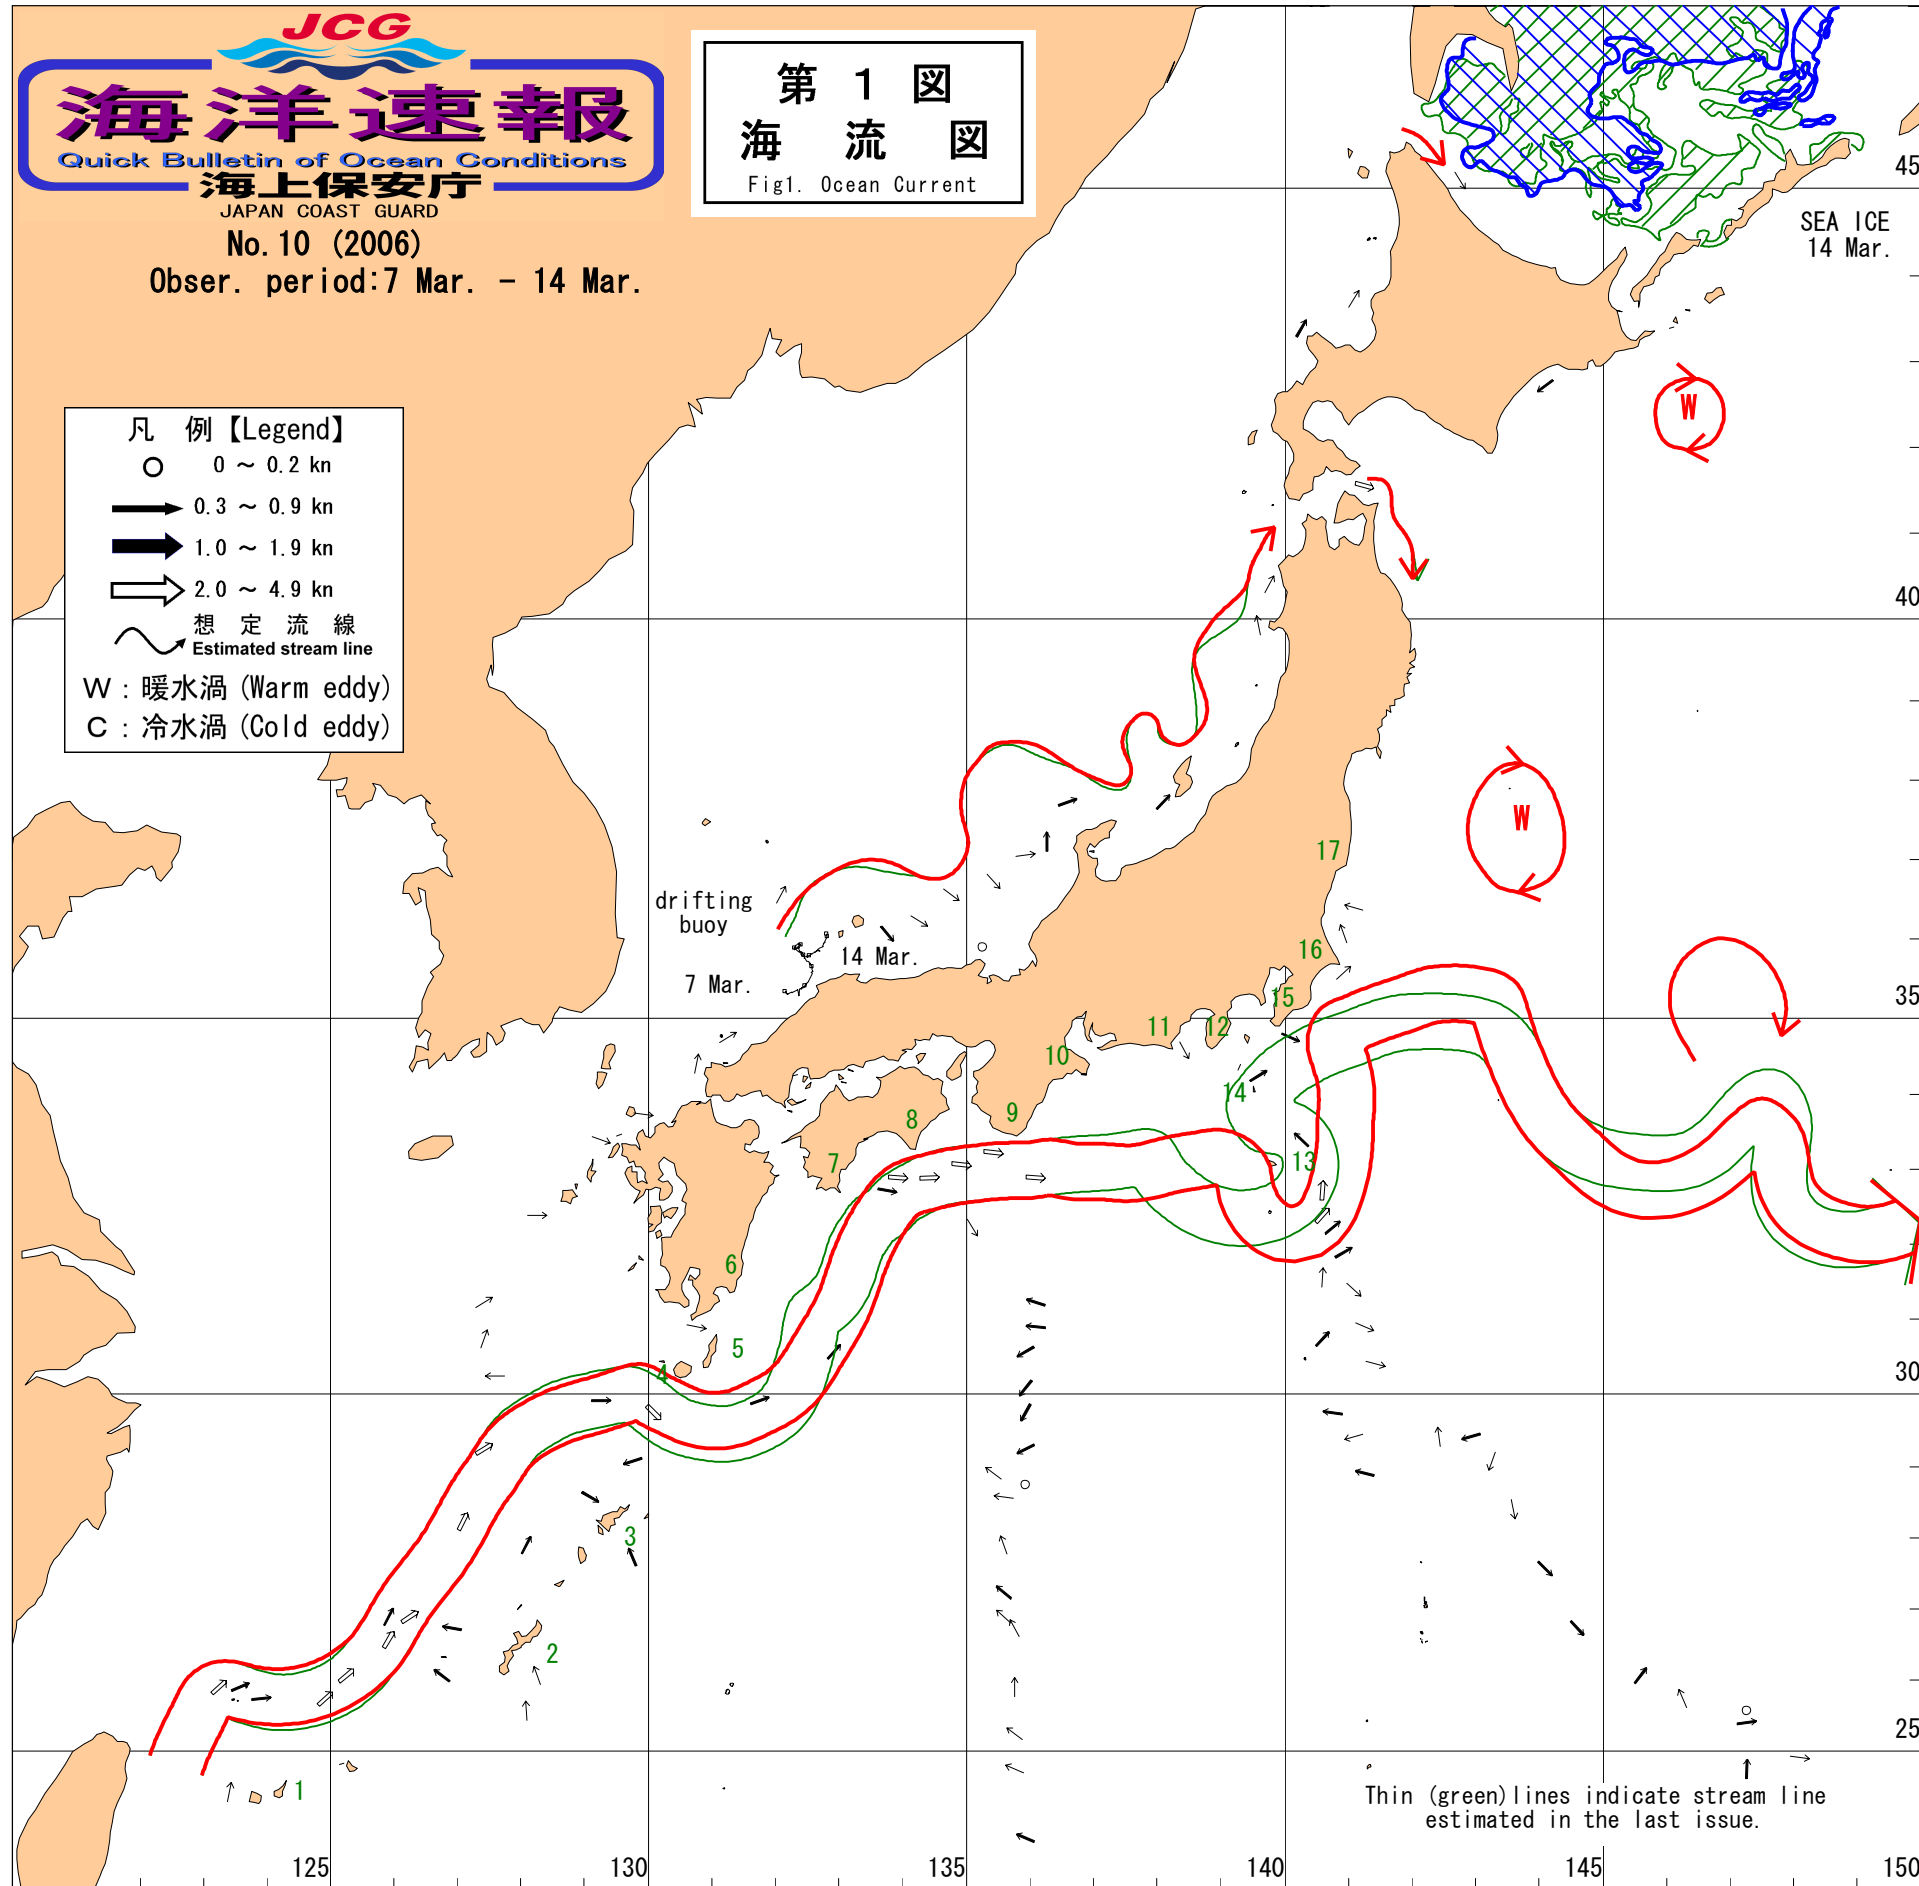 JCG
海洋速報
Quick Bulletin of Ocean Conditions
海上保安庁
JAPAN COAST GUARD
No.10 (2006)
Obser. period:7 Mar. - 14 Mar.
第 1 図
海 流 図
Fig1. Ocean Current
凡 例【Legend】
0 ～ 0.2 kn
0.3 ～ 0.9 kn
1.0 ～ 1.9 kn
2.0 ～ 4.9 kn
想 定 流 線
Estimated stream line
W : 暖水渦 (Warm eddy)
C : 冷水渦 (Cold eddy)
45
SEA ICE
14 Mar.
W
40
W
17
drifting
buoy
14 Mar.
7 Mar.
16
15
35
11
12
10
14
9
8
7
13
6
5
4
30
3
2
25
1
Thin (green)lines indicate stream line
estimated in the last issue.
125
130
135
140
145
150